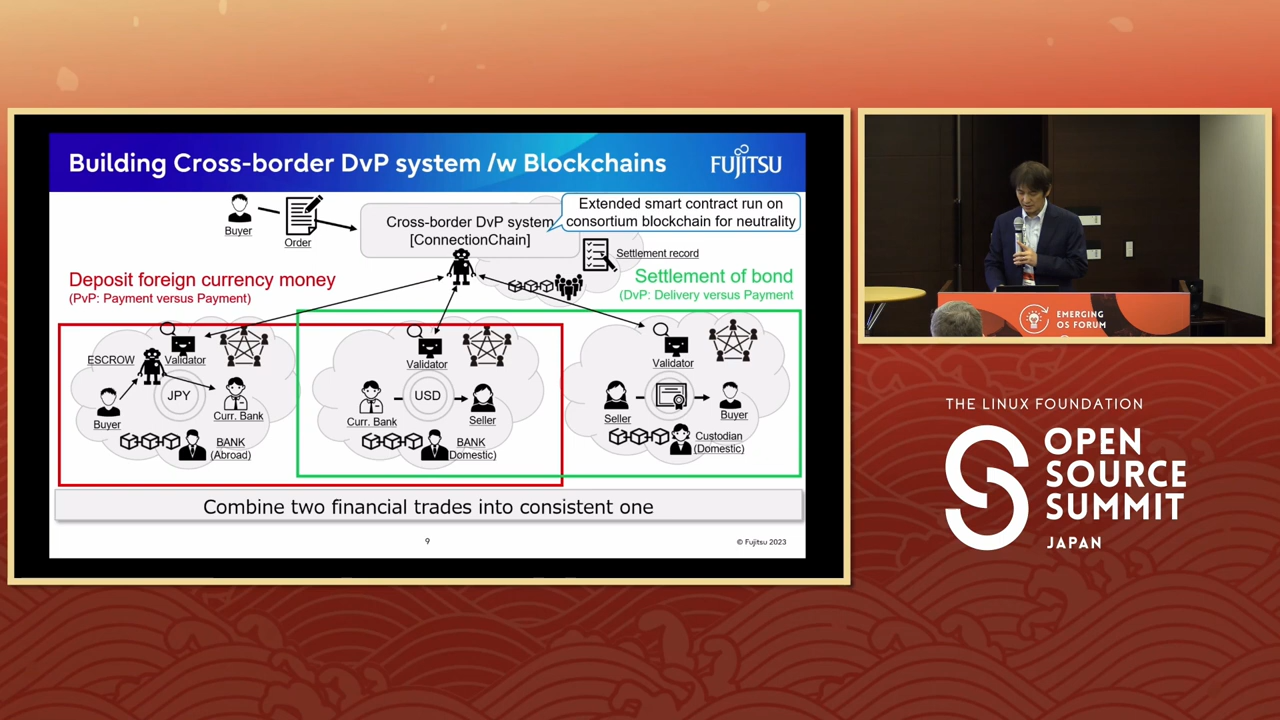 Building Cross-border DvP system /w Blockchains
FUJITSU
Buyer
Order
Cross-border DvP system
[ConnectionChain]
Extended smart contract run on
consortium blockchain for neutrality
Settlement record
Deposit foreign currency money
(PvP: Payment versus Payment)
Settlement of bond
(DvP: Delivery versus Payment
ESCROW
Validator
JPY
Buyer
Curr. Bank
BANK
(Abroad)
Validator
USD
Curr. Bank
Seller
BANK
Domestic)
Validator
Seller
Buyer
Custodian
(Domestic)
Combine two financial trades into consistent one
9
© Fujitsu 2023
EMERGING
OS FORUM
THE LINUX FOUNDATION
OPEN
SOURCE
SUMMIT
JAPAN